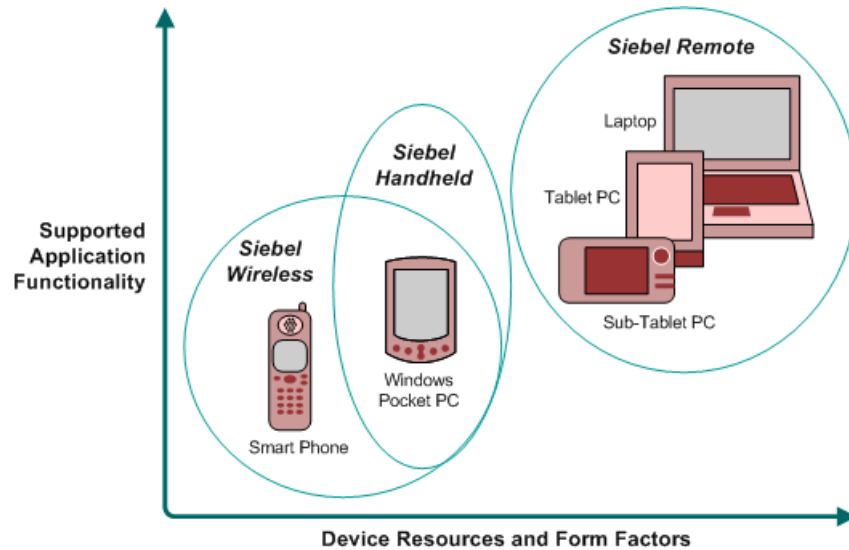 Siebel Remote
Laptop
Siebel
Handheld
Tablet PC
Supported
Application
Functionality
Siebel
Wireless
Sub-Tablet PC
Windows
Pocket PC
Smart Phone
Device Resources and Form Factors